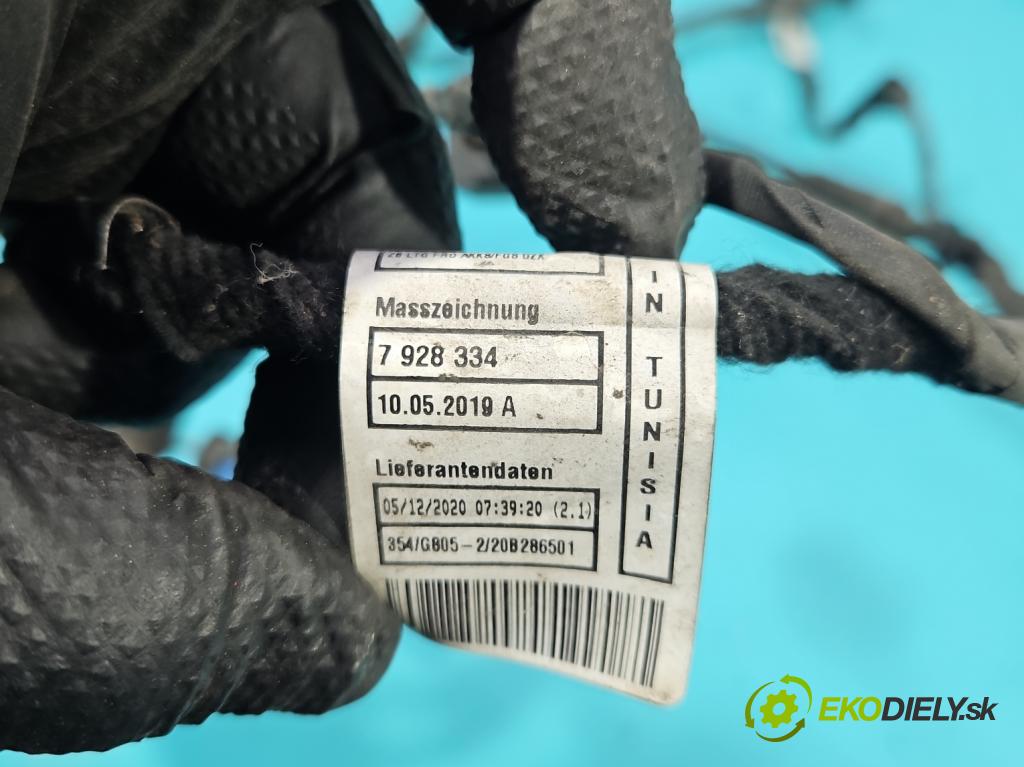 Masszeichnung
7 928 334
10.05.2019 A
Lieferantendaten
05/12/2020 07:39:20 (2.1)
354/GB05-2/20B286501
IN TUNISIA
EKODIELY.sk